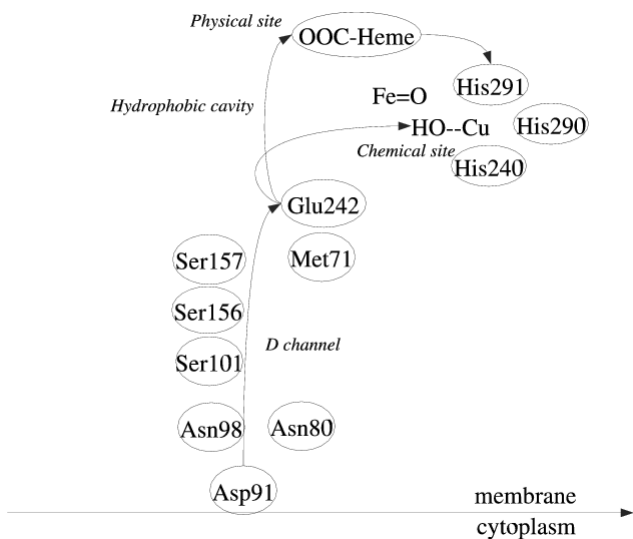 Physical site
OOC-Heme
His291
Fe=O
Hydrophobic cavity
HO--Cu
His290
Chemical site
His240
Glu242
Ser157
Met71
Ser156
D channel
Ser101
Asn98
Asn80
Asp91
membrane
cytoplasm